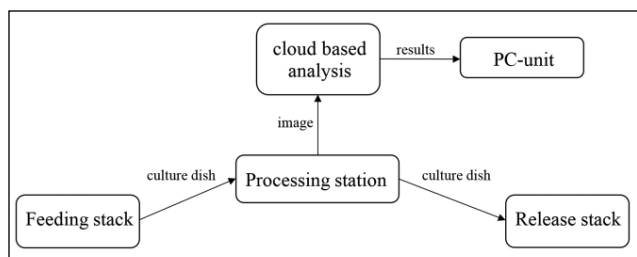 cloud based
analysis
results
PC-unit
image
culture dish
Processing station
culture dish
Feeding stack
Release stack